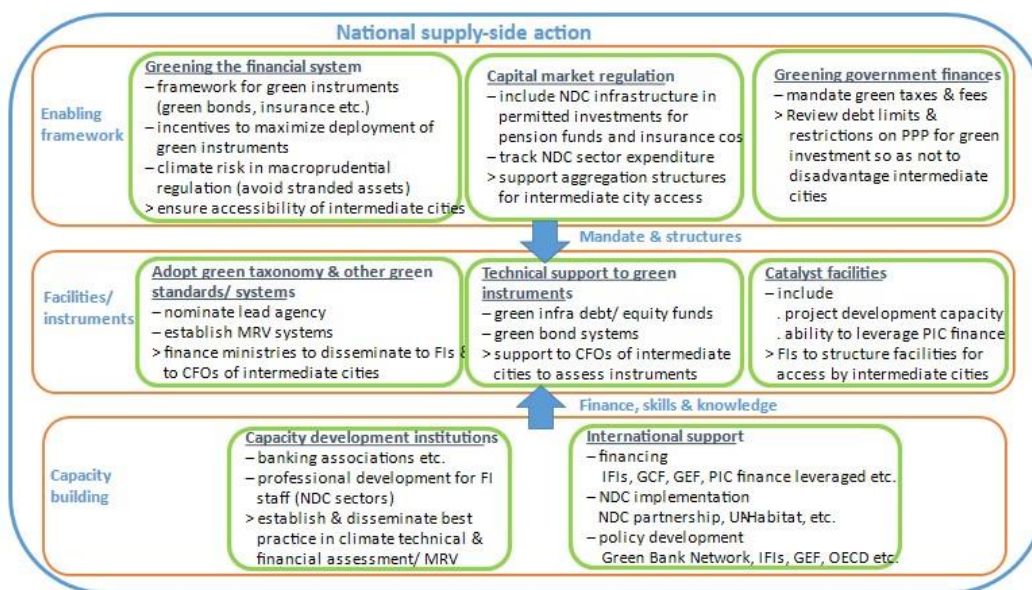 National supply-side action
Enabling
framework
Greening the financial system
– framework for green instruments
(green bonds, insurance etc.)
– incentives to maximize deployment of
green instruments
– climate risk in macroprudential
regulation (avoid stranded assets)
> ensure accessibility of intermediate cities
Capital market regulation
– include NDC infrastructure in
permitted investments for
pension funds and insurance cos
– track NDC sector expenditure
> support aggregation structures
for intermediate city access
Greening government finances
– mandate green taxes & fees
> Review debt limits &
restrictions on PPP for green
investment so as not to
disadvantage intermediate
cities
Mandate & structures
Facilities/
instruments
Adopt green taxonomy & other green
standards/ systems
– nominate lead agency
– establish MRV systems
> finance ministries to disseminate to FIs &
to CFOs of intermediate cities
Technical support to green
instruments
– green infra debt/ equity funds
– green bond systems
> support to CFOs of intermediate
cities to assess instruments
Catalyst facilities
– include
. project development capacity
. ability to leverage PIC finance
> FIs to structure facilities for
access by intermediate cities
Finance, skills & knowledge
Capacity
building
Capacity development institutions
– banking associations etc.
– professional development for FI
staff (NDC sectors)
> establish & disseminate best
practice in climate technical &
financial assessment/ MRV
International support
– financing
IFIs, GCF, GEF, PIC finance leveraged etc.
– NDC implementation
NDC partnership, UN-Habitat, etc.
– policy development
Green Bank Network, IFIs, GEF, OECD etc.